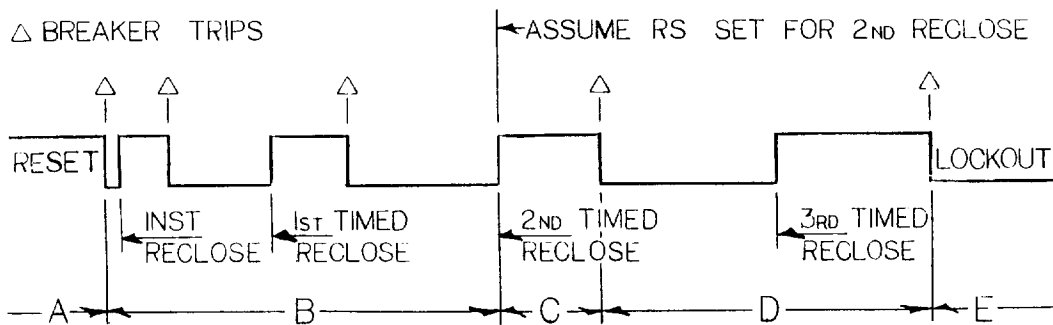 △ BREAKER TRIPS
ASSUME RS SET FOR 2ND RECLOSE
RESET
LOCKOUT
INST
RECLOSE
1ST TIMED
RECLOSE
2ND TIMED
RECLOSE
3RD TIMED
RECLOSE
A B C D E